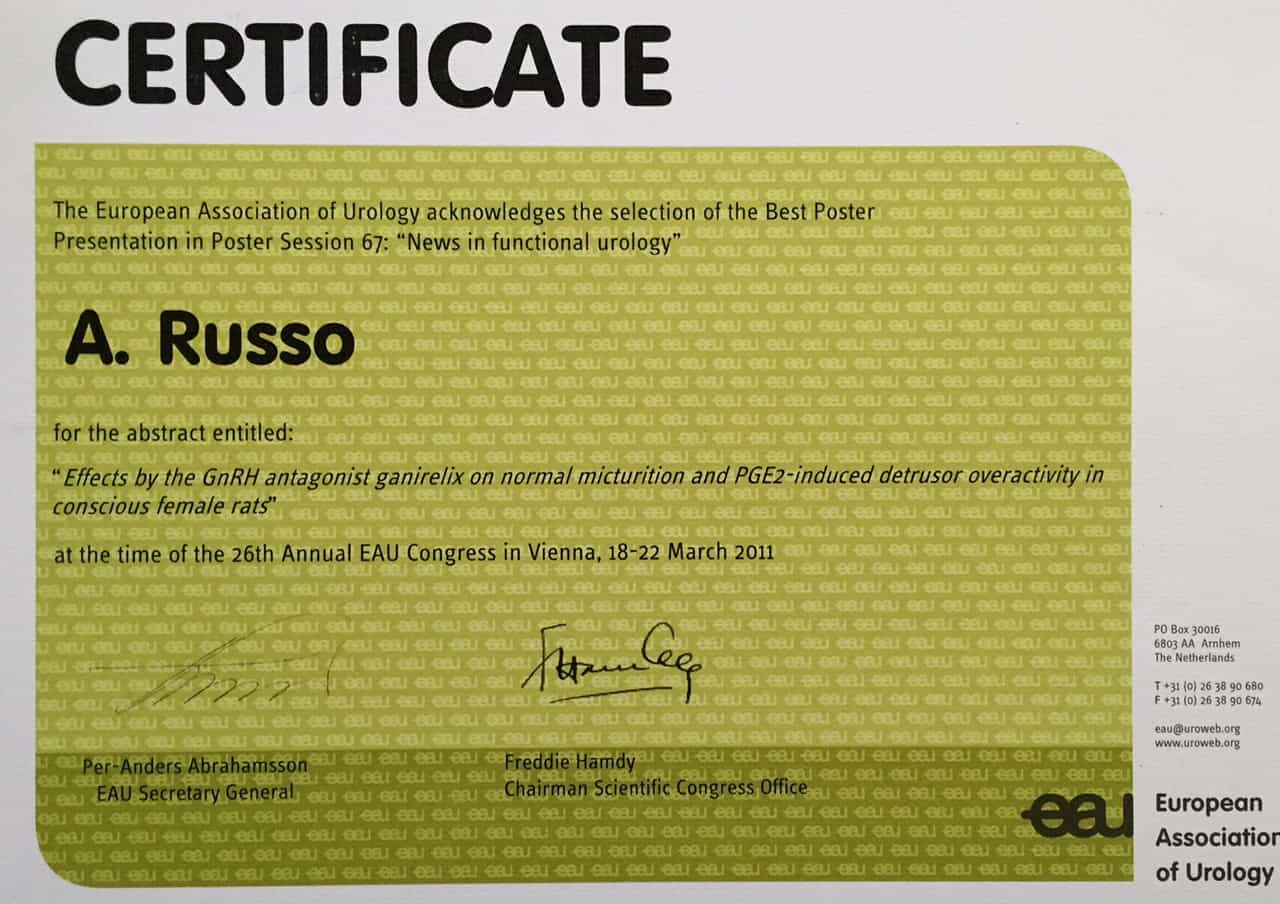 CERTIFICATE
The European Association of Urology acknowledges the selection of the Best Poster
Presentation in Poster Session 67: “News in functional urology”
A. Russo
for the abstract entitled:
“Effects by the GnRH antagonist ganirelix on normal micturition and PGE2-induced detrusor overactivity in
conscious female rats”
at the time of the 26th Annual EAU Congress in Vienna, 18-22 March 2011
Per-Anders Abrahamsson
EAU Secretary General
Freddie Hamdy
Chairman Scientific Congress Office
PO Box 30016
6803 AA Arnhem
The Netherlands
T +31 (0) 26 38 90 680
F +31 (0) 26 38 90 674
eau@uroweb.org
www.uroweb.org
eau
European
Association
of Urology